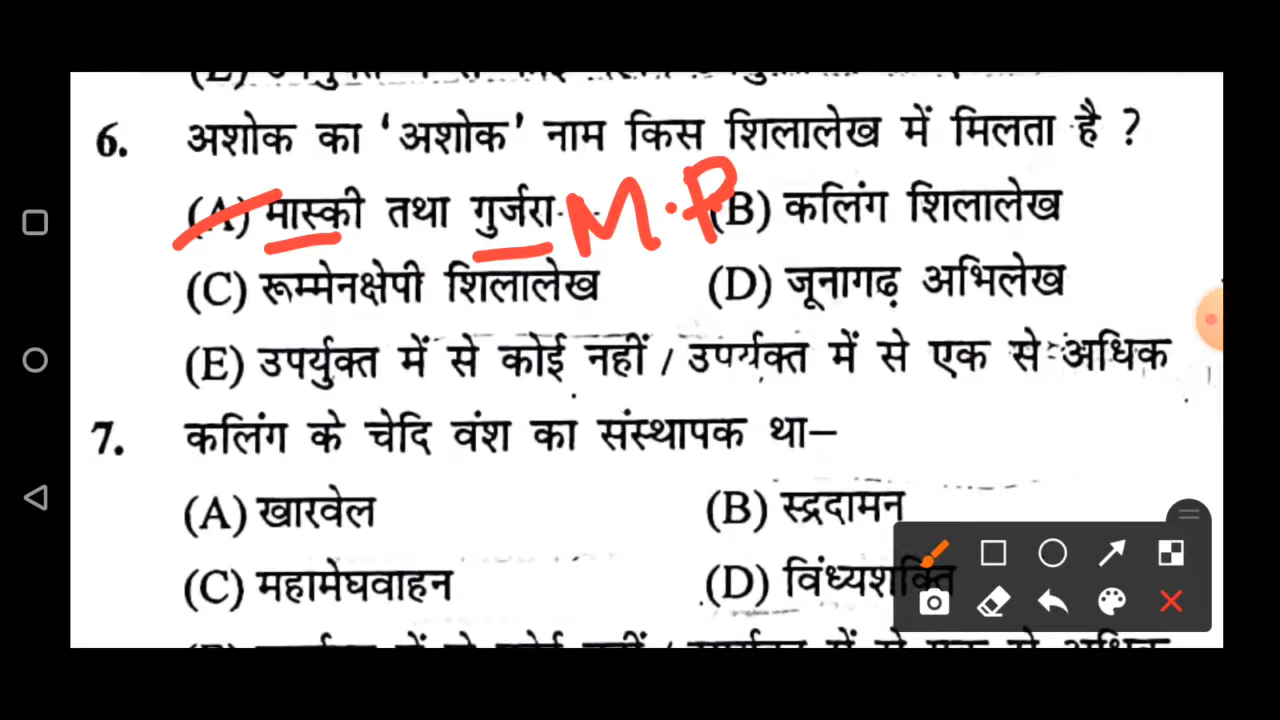 6. अशोक का 'अशोक' नाम किस शिलालेख में मिलता है ?
(A) मास्की तथा गुर्जरा M.P (B) कलिंग शिलालेख
(C) रूम्मेनक्षेपी शिलालेख (D) जूनागढ़ अभिलेख
(E) उपर्युक्त में से कोई नहीं / उपर्युक्त में से एक से अधिक
7. कलिंग के चेदि वंश का संस्थापक था–
(A) खारवेल (B) रुद्रदामन
(C) महामेघवाहन (D) विंध्यशक्ति